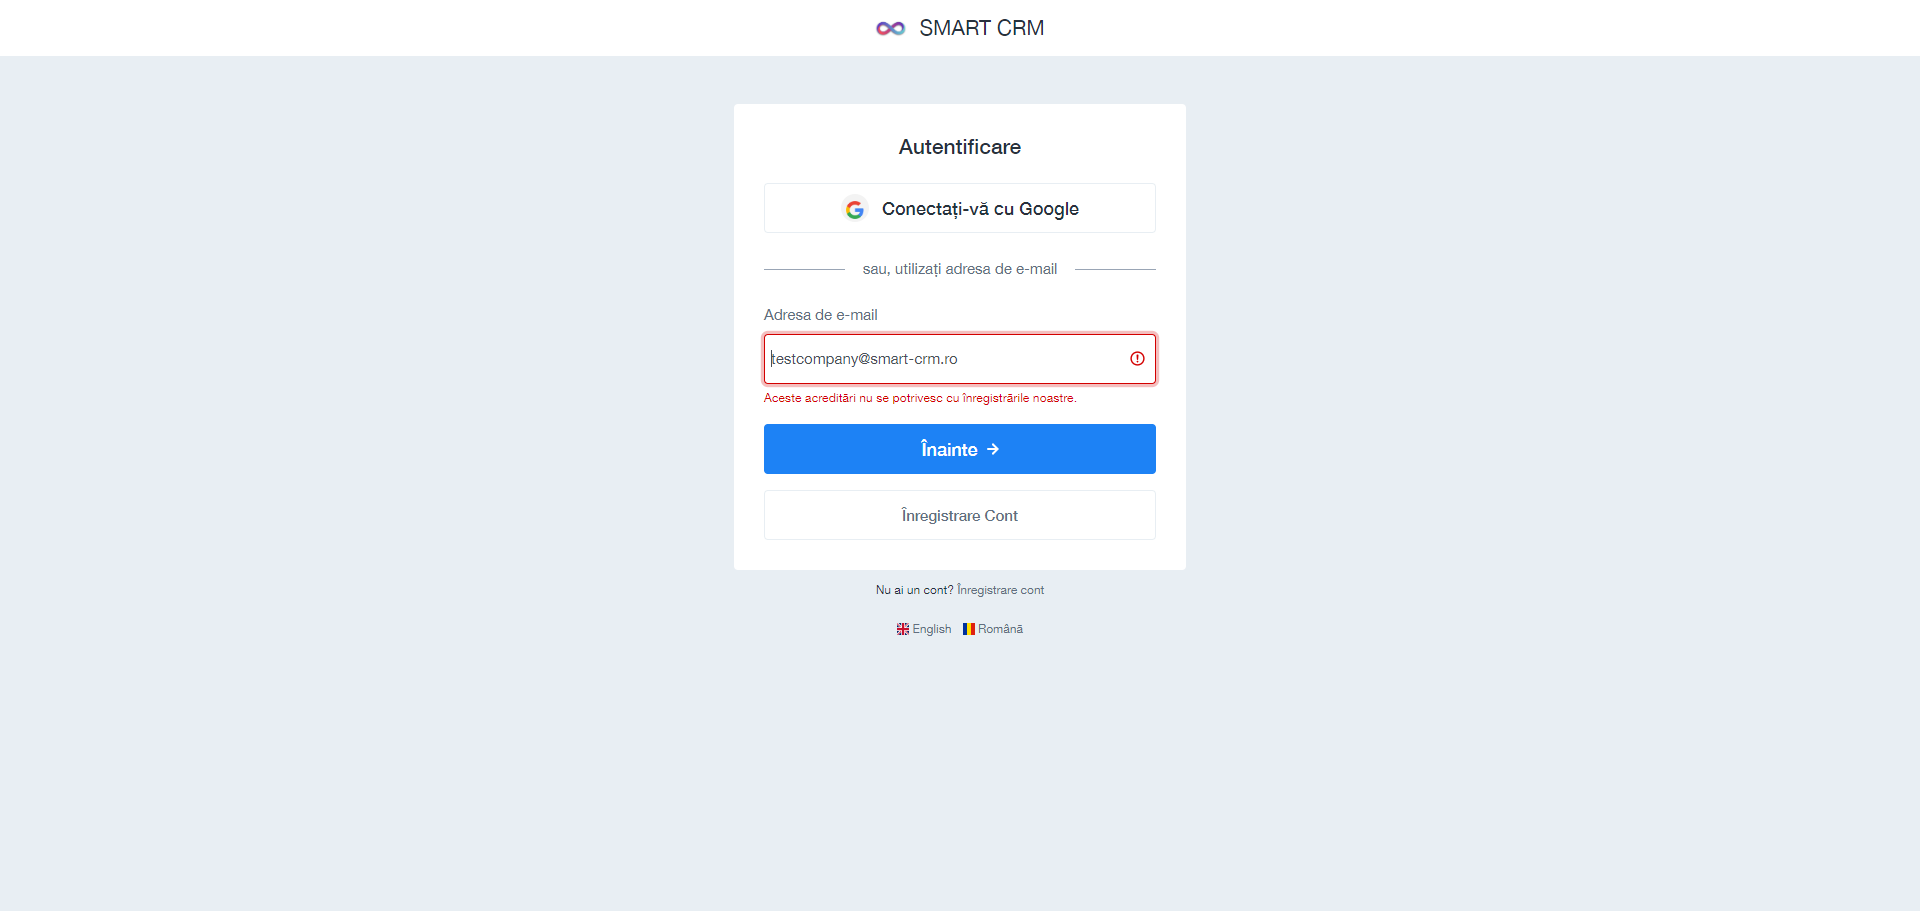 SMART CRM
Autentificare
Conectați-vă cu Google
sau, utilizați adresa de e-mail
Adresa de e-mail
testcompany@smart-crm.ro
Aceste acreditări nu se potrivesc cu înregistrările noastre.
Înainte →
Înregistrare Cont
Nu ai un cont? Înregistrare cont
English Română